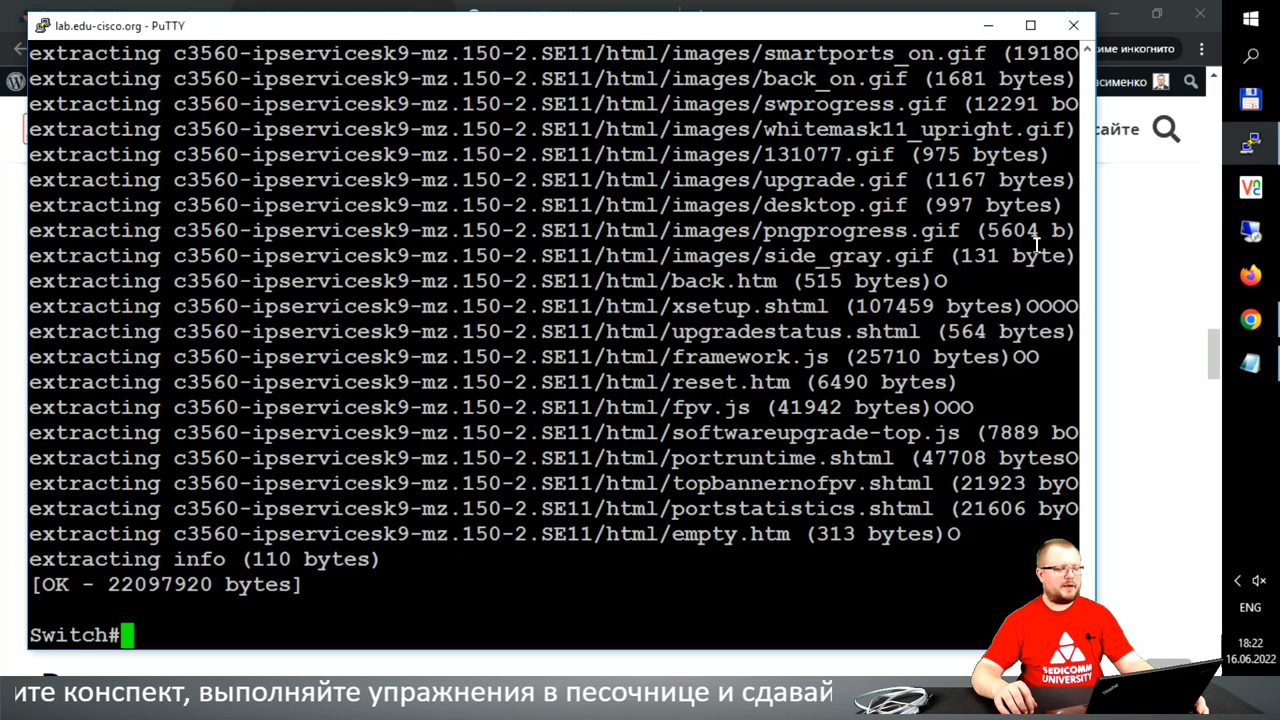 lab.edu-cisco.org - PuTTY
extracting c3560-ipservicesk9-mz.150-2.SE11/html/images/smartports_on.gif (1918O
extracting c3560-ipservicesk9-mz.150-2.SE11/html/images/back_on.gif (1681 bytes)
extracting c3560-ipservicesk9-mz.150-2.SE11/html/images/swprogress.gif (12291 bO
extracting c3560-ipservicesk9-mz.150-2.SE11/html/images/whitemask11_upright.gif)
extracting c3560-ipservicesk9-mz.150-2.SE11/html/images/131077.gif (975 bytes)
extracting c3560-ipservicesk9-mz.150-2.SE11/html/images/upgrade.gif (1167 bytes)
extracting c3560-ipservicesk9-mz.150-2.SE11/html/images/desktop.gif (997 bytes)
extracting c3560-ipservicesk9-mz.150-2.SE11/html/images/pngprogress.gif (5604 b)
extracting c3560-ipservicesk9-mz.150-2.SE11/html/images/side_gray.gif (131 byte)
extracting c3560-ipservicesk9-mz.150-2.SE11/html/back.htm (515 bytes)O
extracting c3560-ipservicesk9-mz.150-2.SE11/html/xsetup.shtml (107459 bytes)OOOO
extracting c3560-ipservicesk9-mz.150-2.SE11/html/upgradestatus.shtml (564 bytes)
extracting c3560-ipservicesk9-mz.150-2.SE11/html/framework.js (25710 bytes)OO
extracting c3560-ipservicesk9-mz.150-2.SE11/html/reset.htm (6490 bytes)
extracting c3560-ipservicesk9-mz.150-2.SE11/html/fpv.js (41942 bytes)OOO
extracting c3560-ipservicesk9-mz.150-2.SE11/html/softwareupgrade-top.js (7889 bO
extracting c3560-ipservicesk9-mz.150-2.SE11/html/portruntime.shtml (47708 bytesO
extracting c3560-ipservicesk9-mz.150-2.SE11/html/topbannernofpv.shtml (21923 byO
extracting c3560-ipservicesk9-mz.150-2.SE11/html/portstatistics.shtml (21606 byO
extracting c3560-ipservicesk9-mz.150-2.SE11/html/empty.htm (313 bytes)O
extracting info (110 bytes)
[OK - 22097920 bytes]
Switch#
жиме инкогнито
асименко
сайте
ENG
18:22
16.06.2022
SEDICOMM
UNIVERSITY
ите конспект, выполняйте упражнения в песочнице и сдавай